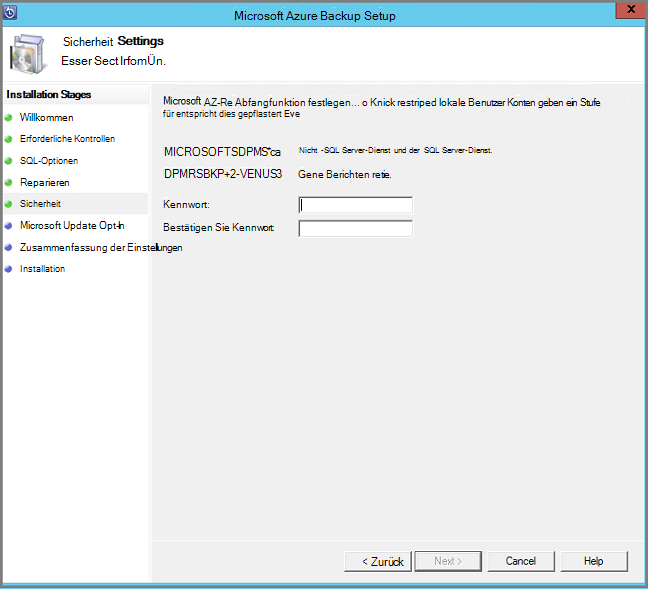 Microsoft Azure Backup Setup
x
Sicherheit Settings
Esser Sect IrfomÜn.
Installation Stages
Willkommen
Erforderliche Kontrollen
SQL-Optionen
Reparieren
Sicherheit
Microsoft Update Opt-In
Zusammenfassung der Einstellungen
Installation
Microsoft AZ-Re Abfangfunktion festlegen... o Knick restriped lokale Benutzer Konten geben ein Stufe
für entspricht dies gepflastert Eve
MICROSOFTSDPMS*ca Nicht -SQL Server-Dienst und der SQL Server-Dienst.
DPMRSBKP+2-VENUS3 Gene Berichten retie.
Kennwort:
Bestätigen Sie Kennwort:
< Zurück Next > Cancel Help